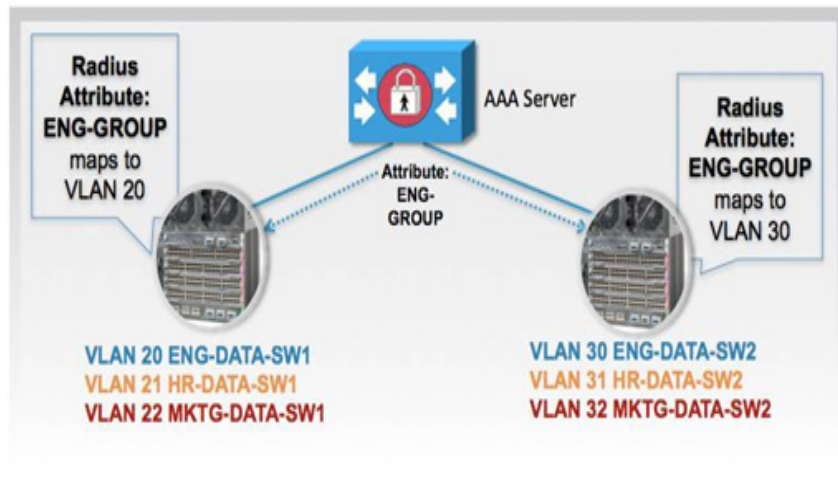 Radius
Attribute:
ENG-GROUP
maps to
VLAN 20
AAA Server
Attribute:
ENG-
GROUP
Radius
Attribute:
ENG-GROUP
maps to
VLAN 30
VLAN 20 ENG-DATA-SW1
VLAN 21 HR-DATA-SW1
VLAN 22 MKTG-DATA-SW1
VLAN 30 ENG-DATA-SW2
VLAN 31 HR-DATA-SW2
VLAN 32 MKTG-DATA-SW2